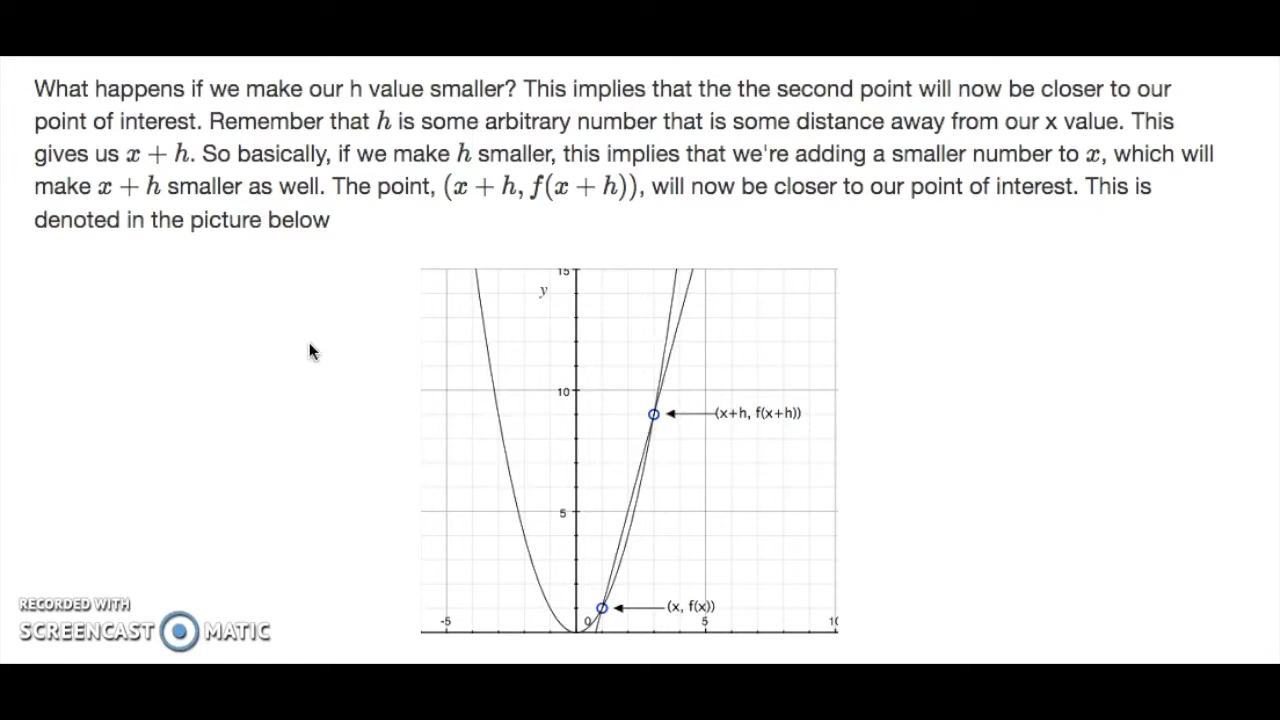 What happens if we make our h value smaller? This implies that the the second point will now be closer to our
point of interest. Remember that h is some arbitrary number that is some distance away from our x value. This
gives us x + h. So basically, if we make h smaller, this implies that we're adding a smaller number to x, which will
make x + h smaller as well. The point, (x + h, f(x + h)), will now be closer to our point of interest. This is
denoted in the picture below
15
y
10
(x+h, f(x+h))
5
(x, f(x))
-5 0 5 10
RECORDED WITH
SCREENCAST MATIC